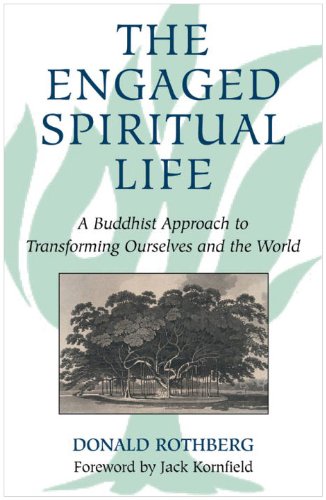 THE
ENGAGED
SPIRITUAL
LIFE
A Buddhist Approach to
Transforming Ourselves and the World
DONALD ROTHBERG
Foreword by Jack Kornfield